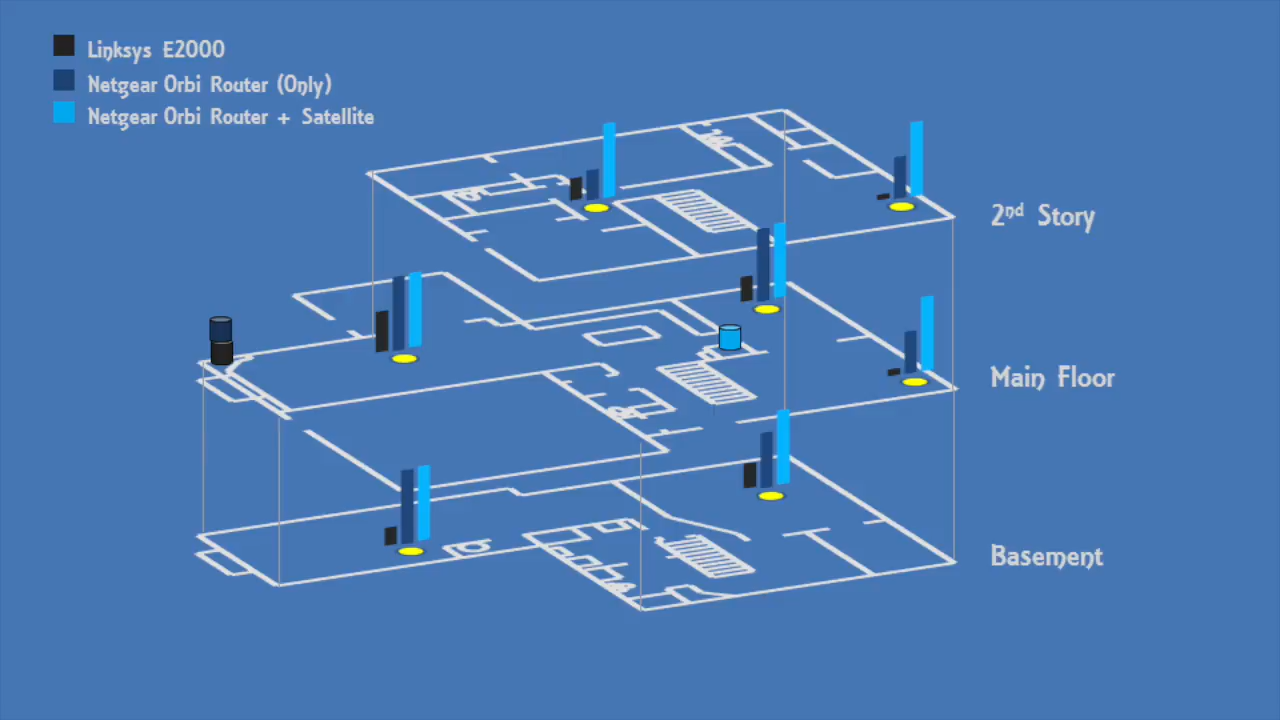 Linksys E2000
Netgear Orbi Router (Only)
Netgear Orbi Router + Satellite
2nd Story
Main Floor
Basement